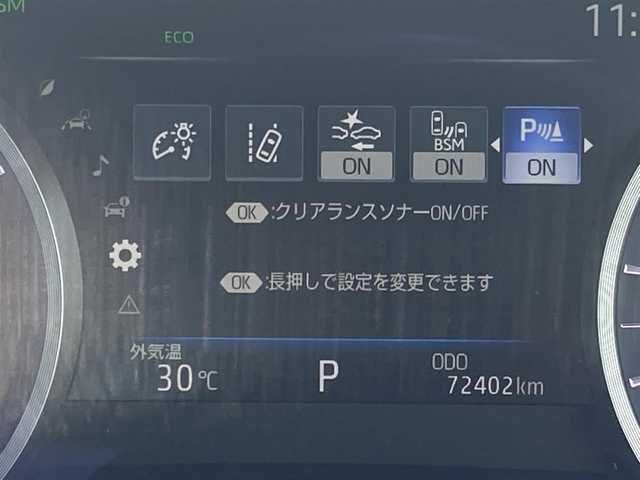 BSM
ECO
11:
ON
BSM
ON
P
ON
OK :クリアランスソナーON/OFF
OK :長押しで設定を変更できます
外気温
30℃
P
ODO
72402km